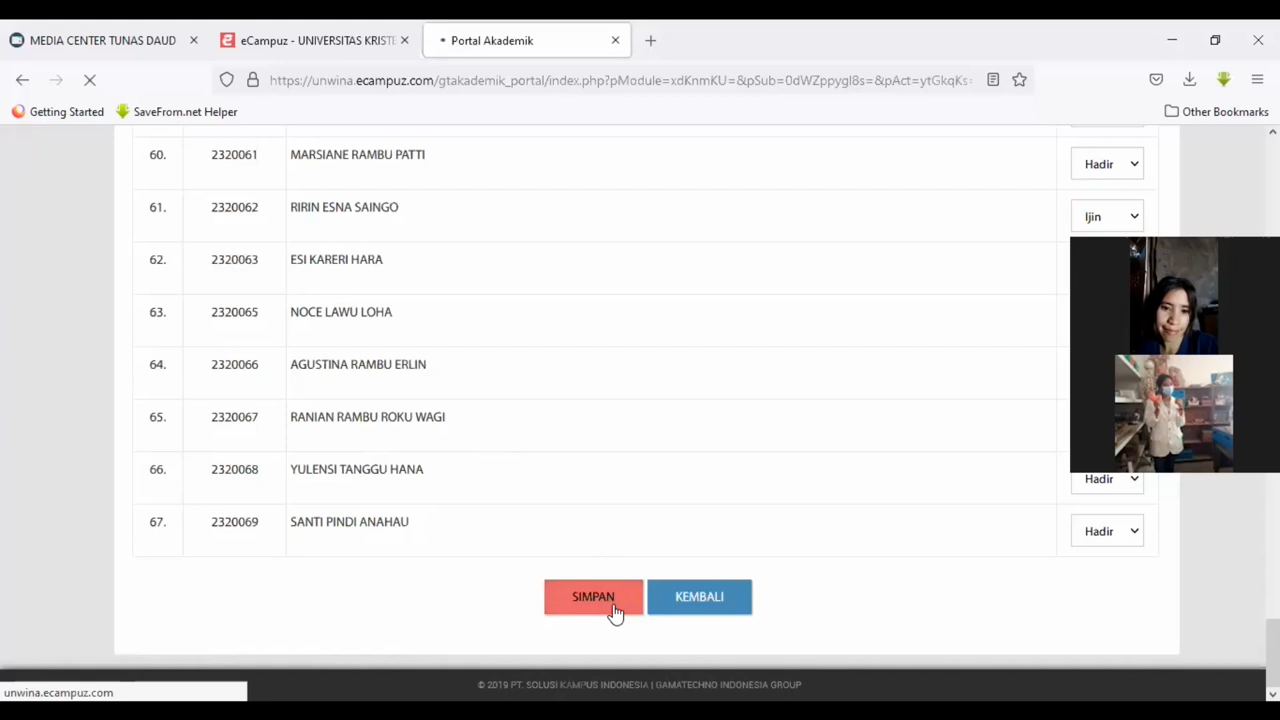 MEDIA CENTER TUNAS DAUD
eCampuz - UNIVERSITAS KRISTE
Portal Akademik
https://unwina.ecampuz.com/gtakademik_portal/index.php?pModule=xdKnmKU=&pSub=0dWZppygl8s=&pAct=ytGkqKs=
Getting Started
SaveFrom.net Helper
Other Bookmarks
60. 2320061 MARSIANE RAMBU PATTI Hadir
61. 2320062 RIRIN ESNA SAINGO Ijin
62. 2320063 ESI KARERI HARA
63. 2320065 NOCE LAWU LOHA
64. 2320066 AGUSTINA RAMBU ERLIN
65. 2320067 RANIAN RAMBU ROKU WAGI
66. 2320068 YULENSI TANGGU HANA Hadir
67. 2320069 SANTI PINDI ANAHAU Hadir
SIMPAN KEMBALI
© 2019 PT. SOLUSI KAMPUS INDONESIA | GAMATECHNO INDONESIA GROUP
unwina.ecampuz.com